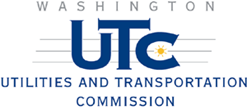 WASHINGTON
UTC
UTILITIES AND TRANSPORTATION
COMMISSION